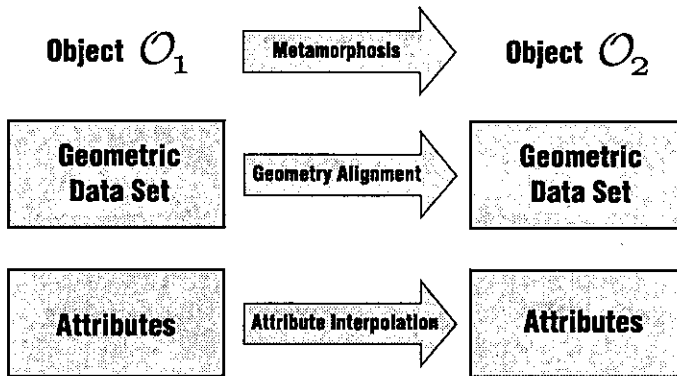 Object 𝒪₁ Metamorphosis Object 𝒪₂
Geometric
Data Set
Geometry Alignment
Geometric
Data Set
Attributes
Attribute Interpolation
Attributes